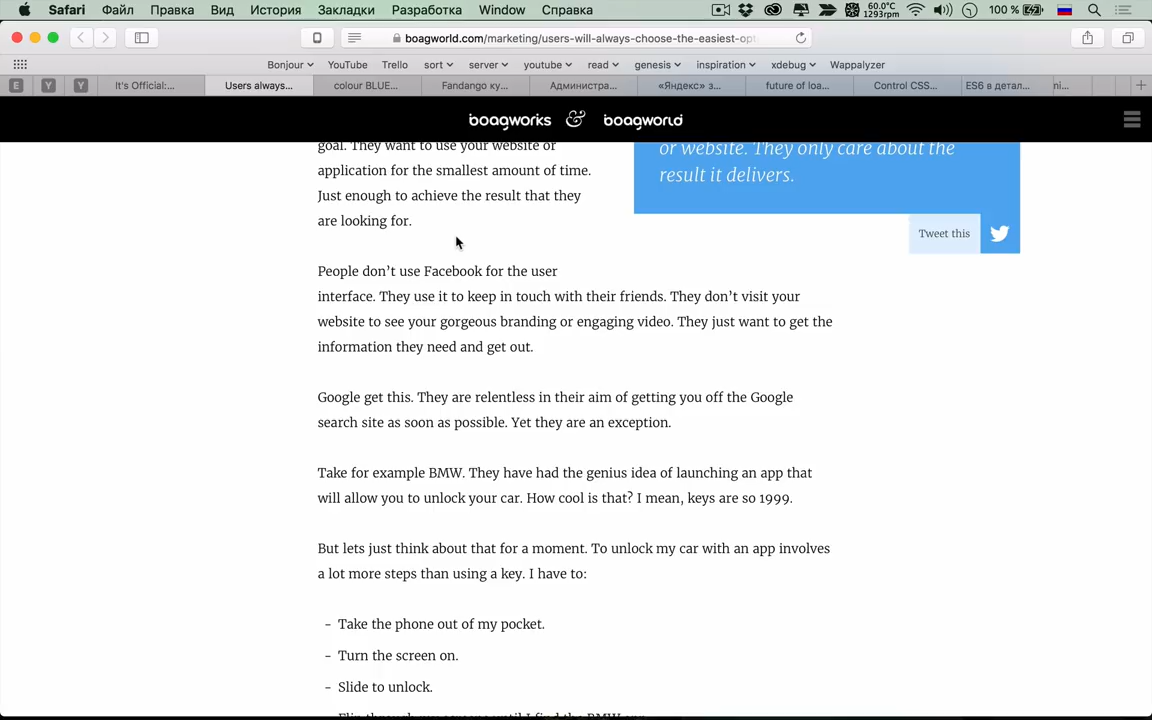 Safari Файл Правка Вид История Закладки Разработка Window Справка 60.0°C 1293rpm 100 %
boagworld.com/marketing/users-will-always-choose-the-easiest-opt
Bonjour YouTube Trello sort server youtube read genesis inspiration xdebug Wappalyzer
E Y Y It's Official:... Users always... colour BLUE... Fandango ку... Администра... «Яндекс» з... future of loa... Control CSS... ES6 в детал... ni...
boagworks & boagworld
goal. They want to use your website or
application for the smallest amount of time.
Just enough to achieve the result that they
are looking for.
or website. They only care about the
result it delivers.
Tweet this
People don’t use Facebook for the user
interface. They use it to keep in touch with their friends. They don’t visit your
website to see your gorgeous branding or engaging video. They just want to get the
information they need and get out.
Google get this. They are relentless in their aim of getting you off the Google
search site as soon as possible. Yet they are an exception.
Take for example BMW. They have had the genius idea of launching an app that
will allow you to unlock your car. How cool is that? I mean, keys are so 1999.
But lets just think about that for a moment. To unlock my car with an app involves
a lot more steps than using a key. I have to:
- Take the phone out of my pocket.
- Turn the screen on.
- Slide to unlock.